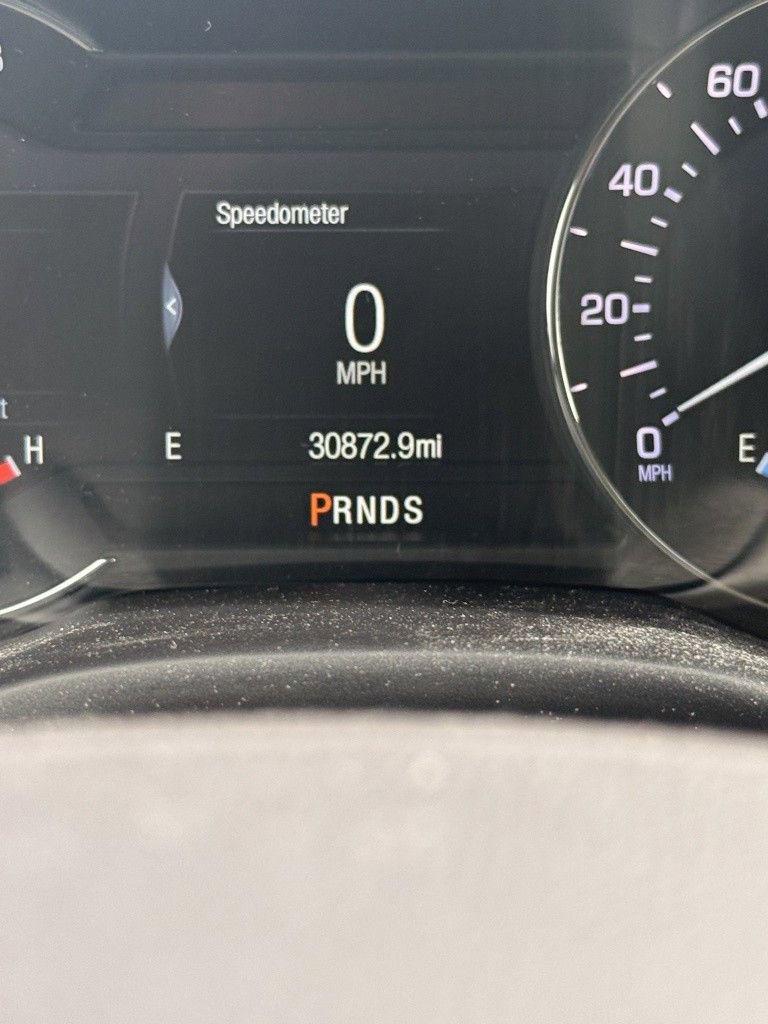 60
Speedometer
40
<
0
20
MPH
H
E
30872.9mi
0
E
MPH
PRNDS